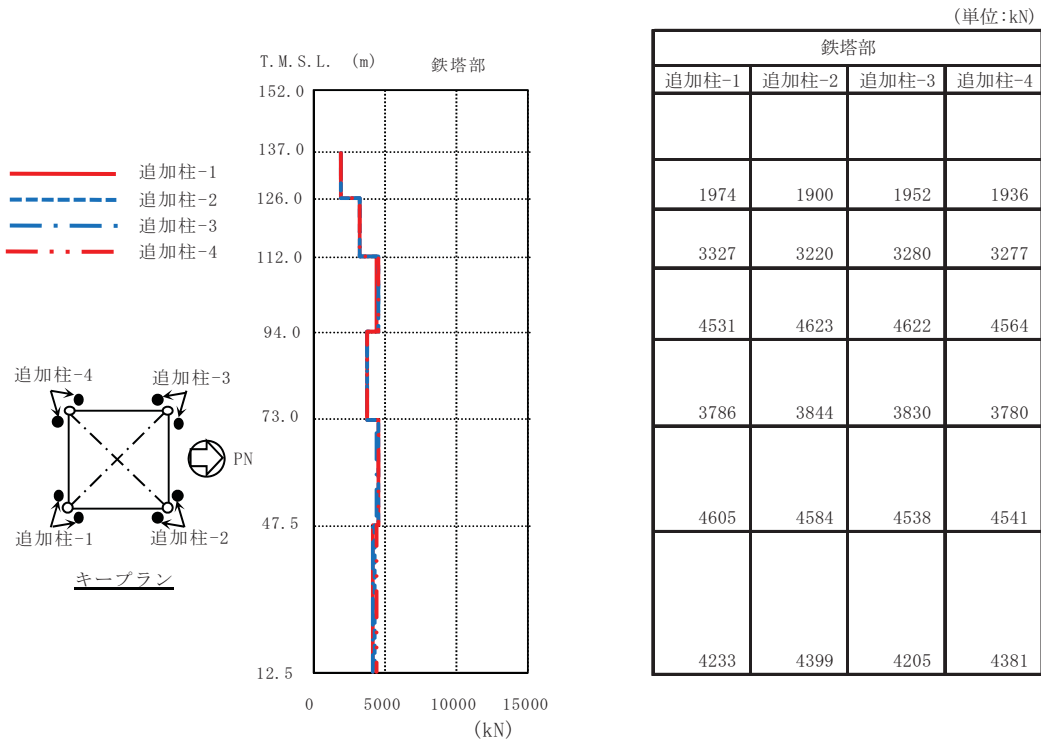 (単位:kN)
T.M.S.L. (m) 鉄塔部
152.0
137.0
126.0
112.0
94.0
73.0
47.5
12.5
0 5000 10000 15000
(kN)
追加柱-1
追加柱-2
追加柱-3
追加柱-4
追加柱-4 追加柱-3
PN
追加柱-1 追加柱-2
キープラン
鉄塔部
追加柱-1 追加柱-2 追加柱-3 追加柱-4
1974 1900 1952 1936
3327 3220 3280 3277
4531 4623 4622 4564
3786 3844 3830 3780
4605 4584 4538 4541
4233 4399 4205 4381